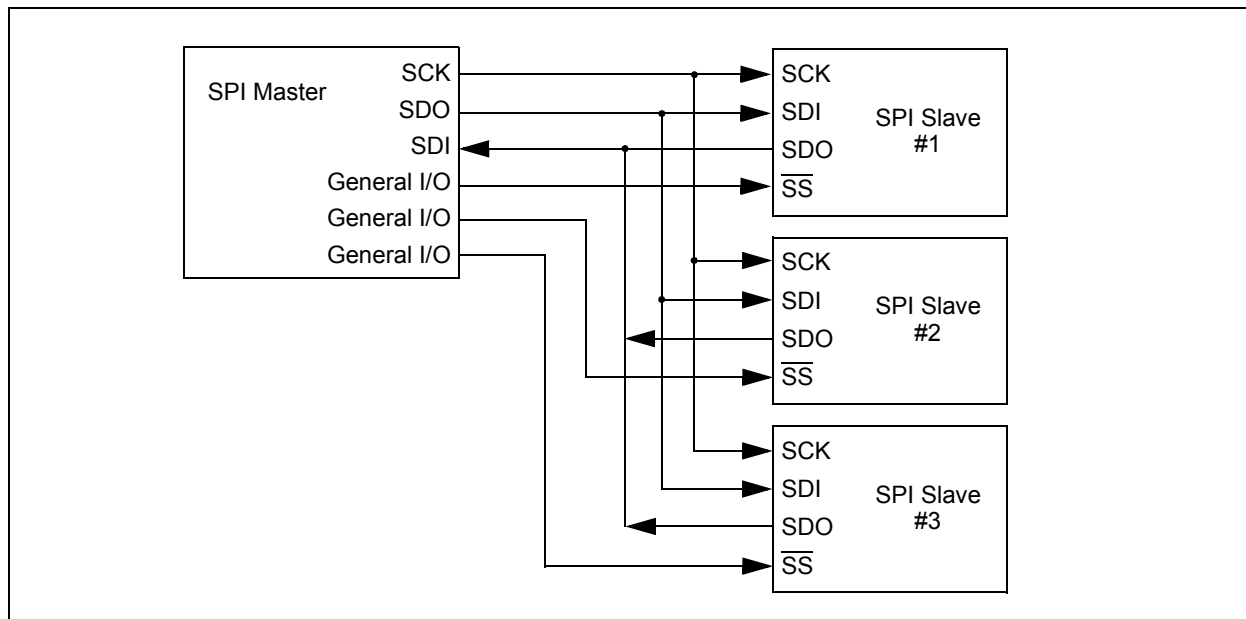 SPI Master
SCK
SDO
SDI
General I/O
General I/O
General I/O
SCK
SDI
SDO
SS
SPI Slave
#1
SCK
SDI
SDO
SS
SPI Slave
#2
SCK
SDI
SDO
SS
SPI Slave
#3